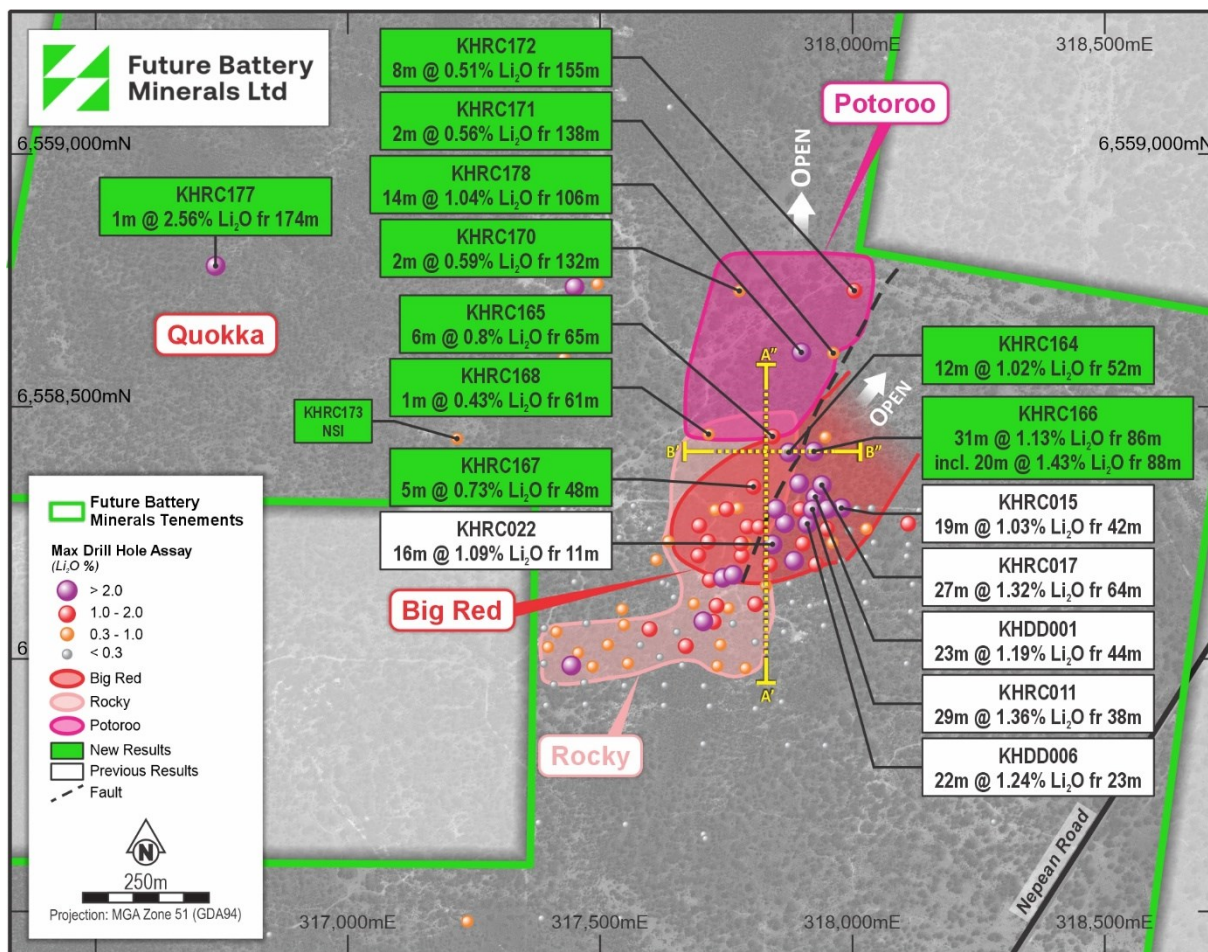 Future Battery
Minerals Ltd
318,000mE
318,500mE
6,559,000mN
6,559,000mN
KHRC172
8m @ 0.51% Li₂O fr 155m
KHRC171
2m @ 0.56% Li₂O fr 138m
KHRC178
14m @ 1.04% Li₂O fr 106m
KHRC170
2m @ 0.59% Li₂O fr 132m
KHRC165
6m @ 0.8% Li₂O fr 65m
KHRC168
1m @ 0.43% Li₂O fr 61m
KHRC167
5m @ 0.73% Li₂O fr 48m
KHRC022
16m @ 1.09% Li₂O fr 11m
Potoroo
OPEN
KHRC177
1m @ 2.56% Li₂O fr 174m
Quokka
6,558,500mN
KHRC173
NSI
A"
B'
B"
A'
OPEN
KHRC164
12m @ 1.02% Li₂O fr 52m
KHRC166
31m @ 1.13% Li₂O fr 86m
incl. 20m @ 1.43% Li₂O fr 88m
KHRC015
19m @ 1.03% Li₂O fr 42m
KHRC017
27m @ 1.32% Li₂O fr 64m
KHDD001
23m @ 1.19% Li₂O fr 44m
KHRC011
29m @ 1.36% Li₂O fr 38m
KHDD006
22m @ 1.24% Li₂O fr 23m
Big Red
Rocky
Nepean Road
Future Battery
Minerals Tenements
Max Drill Hole Assay
(Li₂O %)
> 2.0
1.0 - 2.0
0.3 - 1.0
< 0.3
Big Red
Rocky
Potoroo
New Results
Previous Results
Fault
N
250m
Projection: MGA Zone 51 (GDA94)
6
317,000mE
317,500mE
318,000mE
318,500mE